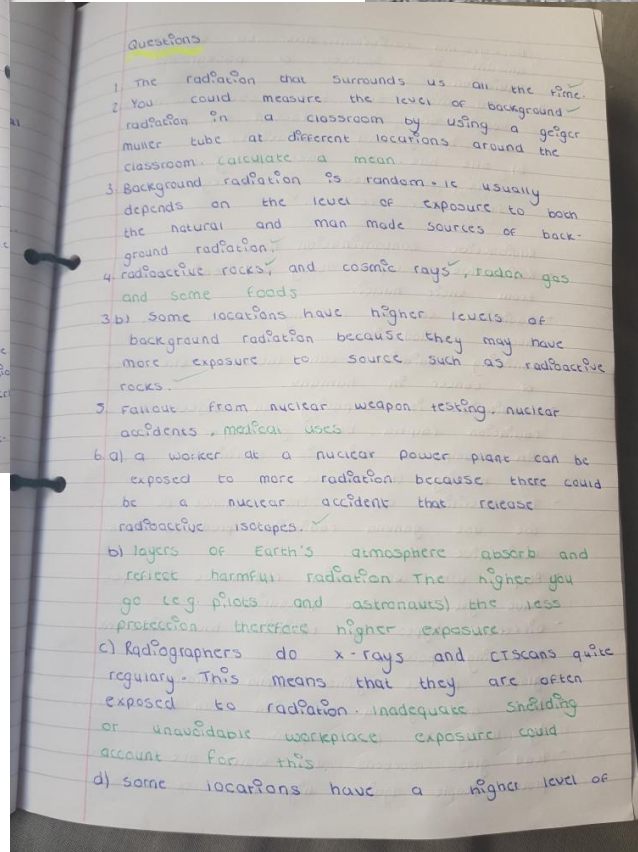 Questions
1. The radiation that surrounds us all the time.
2. You could measure the level of background
radiation in a classroom by using a geiger
muller tube at different locations around the
classroom. calculate a mean
3. Background radiation is random. it usually
depends on the level of exposure to both
the natural and man made sources of back-
ground radiation.
4. radioactive rocks, and cosmic rays, radon gas
and some foods
3.b) Some locations have higher levels of
background radiation because they may have
more exposure to source such as radioactive
rocks.
5. Fallout from nuclear weapon testing, nuclear
accidents, medical uses
6.a) a worker at a nuclear power plant can be
exposed to more radiation because there could
be a nuclear accident that release
radioactive isotopes.
b) layers of Earth's atmosphere absorb and
reflect harmful radiation. The higher you
go (e.g. pilots and astronauts) the less
protection therefore higher exposure
c) Radiographers do x-rays and CT scans quite
regulary. This means that they are often
exposed to radiation. inadequate sheilding
or unavoidable workplace exposure could
account for this
d) some locations have a higher level of